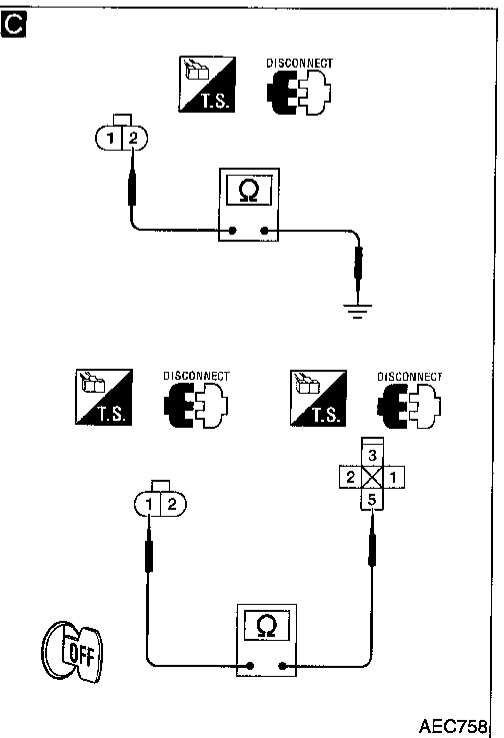 C
DISCONNECT
T.S.
1 2
Ω
DISCONNECT
DISCONNECT
T.S.
T.S.
3
2 1
5
1 2
Ω
OFF
AEC758